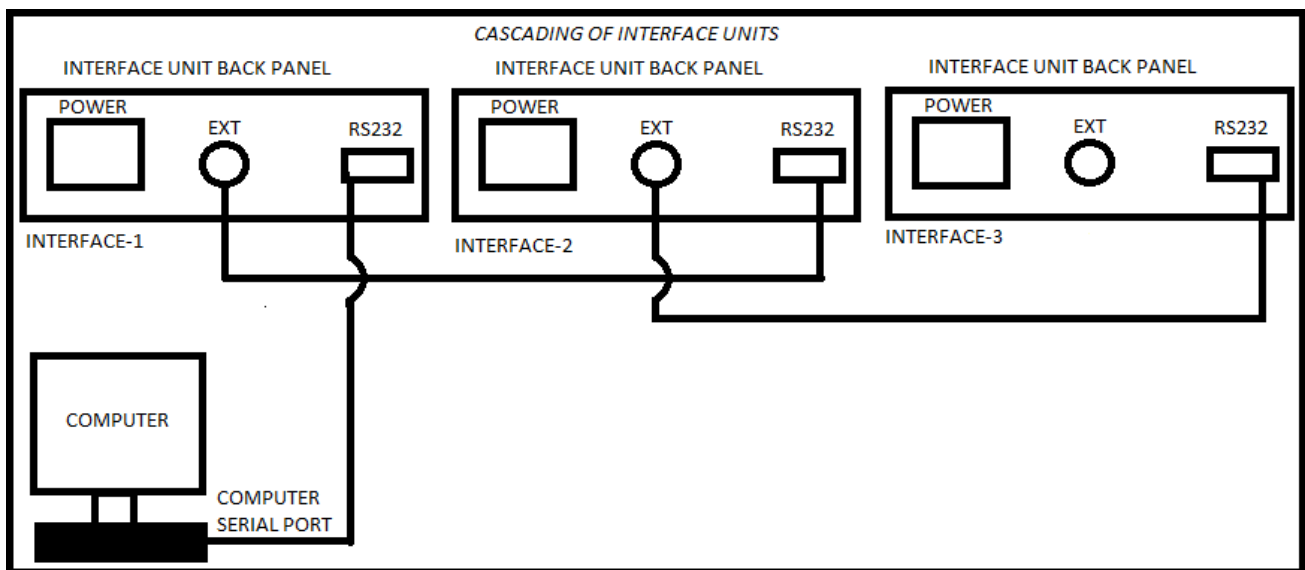 CASCADING OF INTERFACE UNITS
INTERFACE UNIT BACK PANEL
POWER
EXT
RS232
INTERFACE-1
INTERFACE UNIT BACK PANEL
POWER
EXT
RS232
INTERFACE-2
INTERFACE UNIT BACK PANEL
POWER
EXT
RS232
INTERFACE-3
COMPUTER
COMPUTER
SERIAL PORT